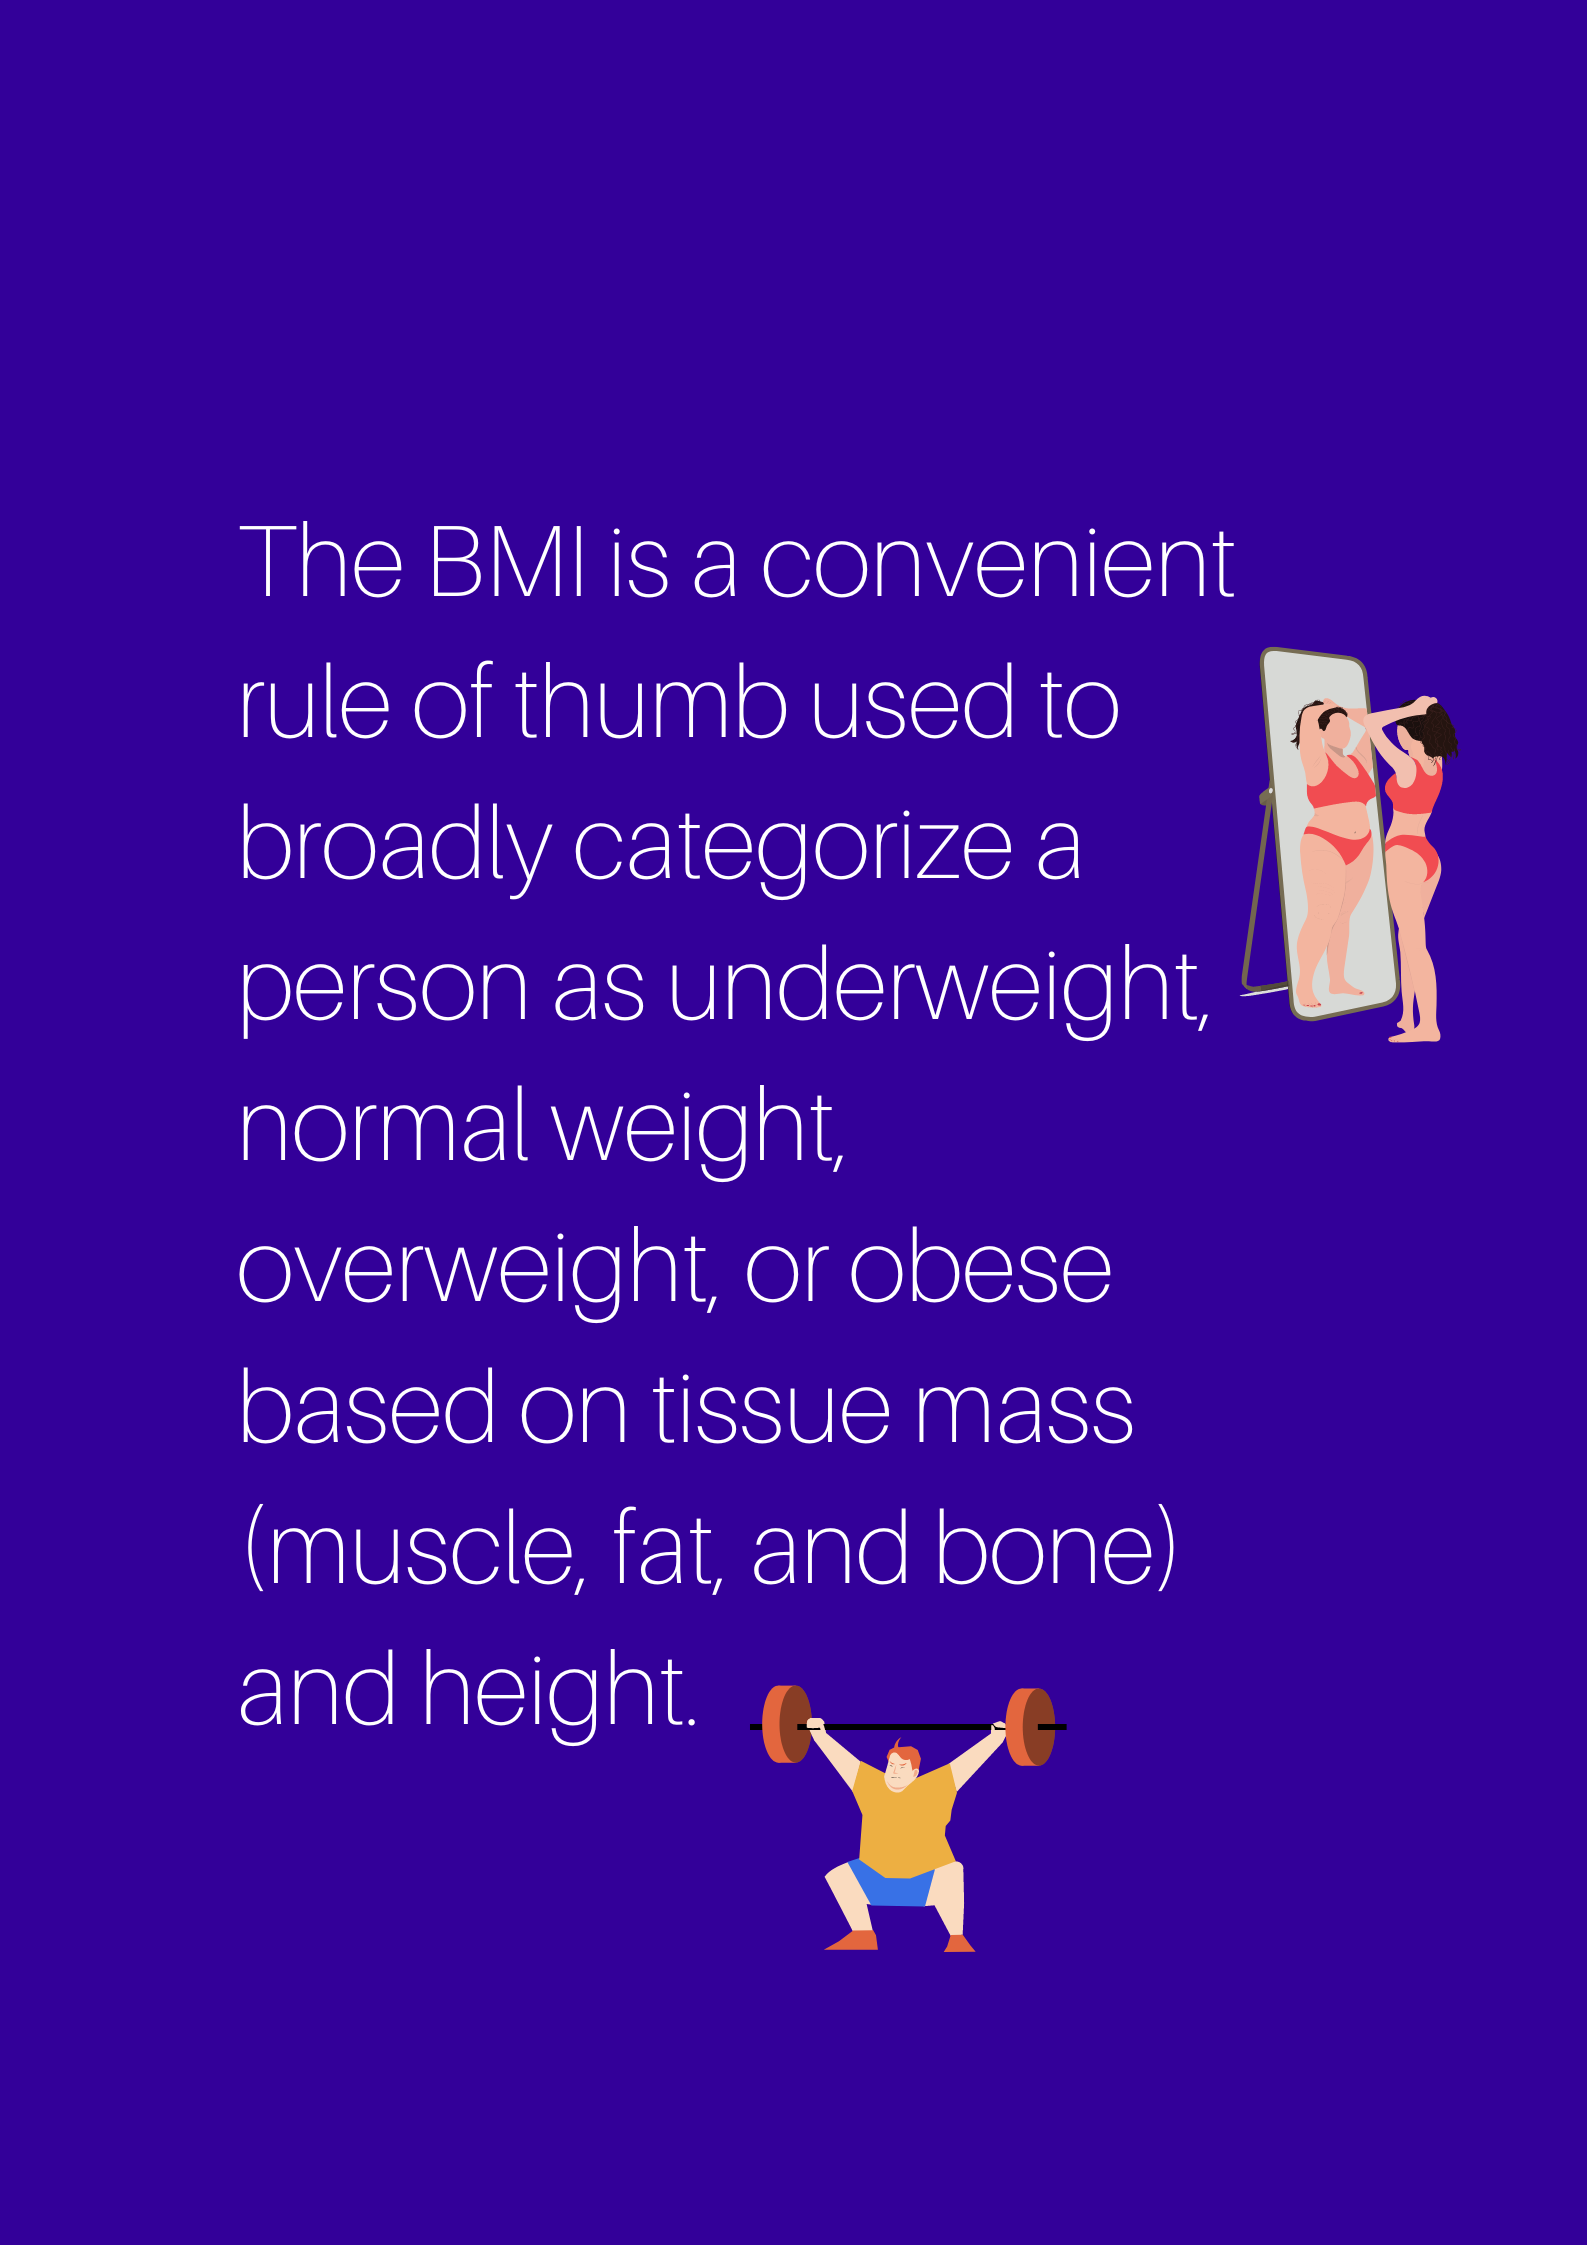 The BMI is a convenient
rule of thumb used to
broadly categorize a
person as underweight,
normal weight,
overweight, or obese
based on tissue mass
(muscle, fat, and bone)
and height.